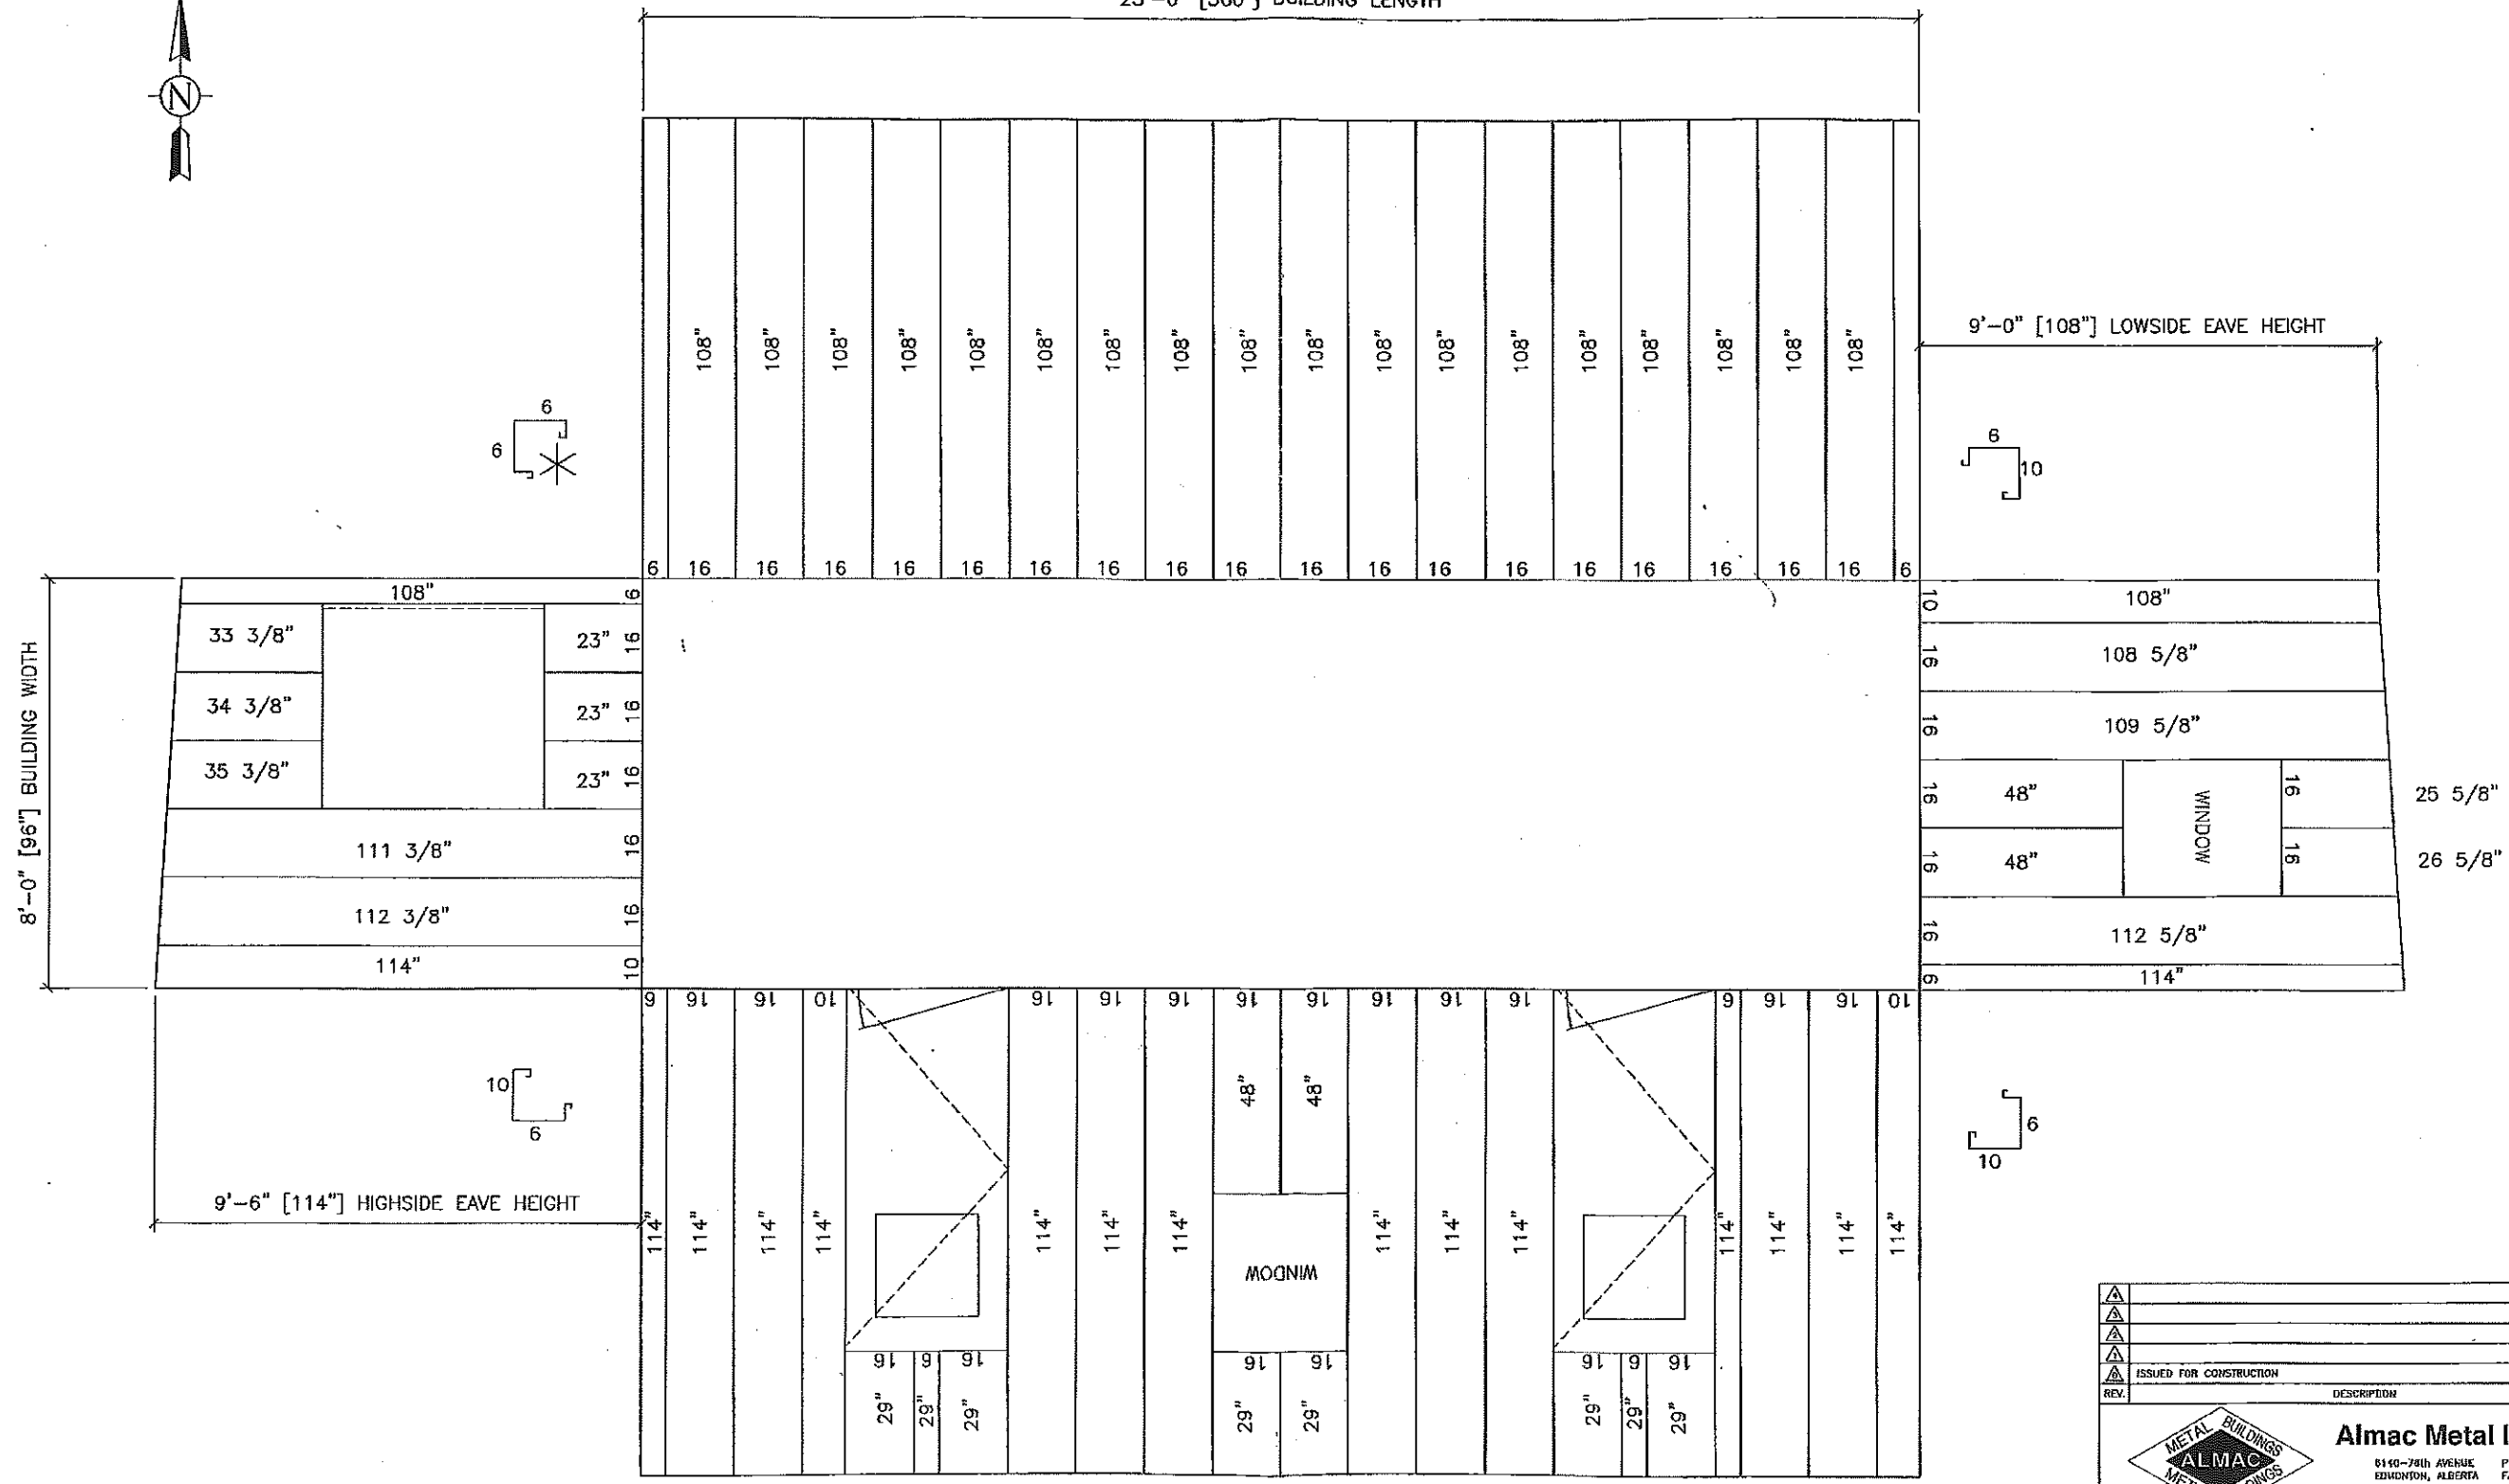 BUILDING LENGTH
N
108" 108" 108" 108" 108" 108" 108" 108" 108" 108" 108" 108" 108" 108" 108" 108" 108" 108"
9'-0" [108"] LOWSIDE EAVE HEIGHT
6
6
6
10
6 16 16 16 16 16 16 16 16 16 16 16 16 16 16 16 16 16 16 6
8'-0" [96"] BUILDING WIDTH
108" 6
33 3/8" 23" 16
34 3/8" 23" 16
35 3/8" 23" 16
111 3/8" 16
112 3/8" 16
114" 10
10 108"
16 108 5/8"
16 109 5/8"
16 48" WINDOW 16 25 5/8"
16 48" 16 26 5/8"
16 112 5/8"
6 114"
6 16 16 10 16 16 16 16 16 16 16 16 6 16 16 10
48" 48"
10
6
6
10
9'-6" [114"] HIGHSIDE EAVE HEIGHT
114" 114" 114" 114" 114" 114" 114" 114" 114" 114" 114" 114" 114" 114"
WINDOW
16 6 16 16 16 16 6 16
29" 29" 29" 29" 29" 29" 29" 29"
4
3
2
1
0 ISSUED FOR CONSTRUCTION
REV. DESCRIPTION
METAL BUILDINGS
ALMAC
Almac Metal
6140-76th AVENUE
EDMONTON, ALBERTA